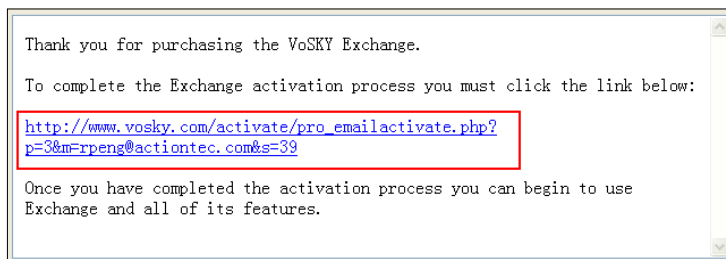 Thank you for purchasing the VoSKY Exchange.
To complete the Exchange activation process you must click the link below:
http://www.vosky.com/activate/pro_emailactivate.php?
p=3&m=rpeng@actiontec.com&s=39
Once you have completed the activation process you can begin to use
Exchange and all of its features.